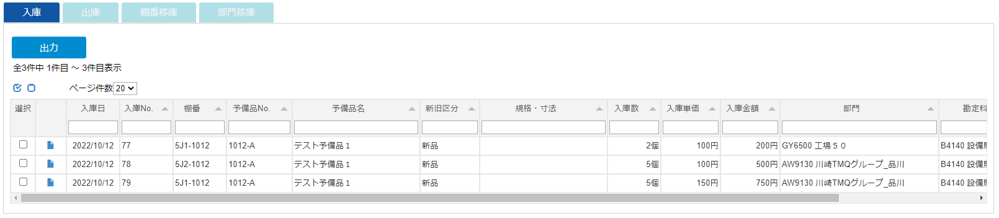 入庫 出庫 棚番移庫 部門移庫
出力
全3件中 1件目 ～ 3件目表示
ページ件数 20
選択 入庫日 入庫No. 棚番 予備品No. 予備品名 新旧区分 規格・寸法 入庫数 入庫単価 入庫金額 部門 勘定科
2022/10/12 77 5J1-1012 1012-A テスト予備品１ 新品 2個 100円 200円 GY6500 工場５０ B4140 設備
2022/10/12 78 5J2-1012 1012-A テスト予備品１ 新品 5個 100円 500円 AW9130 川崎TMQグループ_品川 B4140 設備
2022/10/12 79 5J1-1012 1012-A テスト予備品１ 新品 5個 150円 750円 AW9130 川崎TMQグループ_品川 B4140 設備